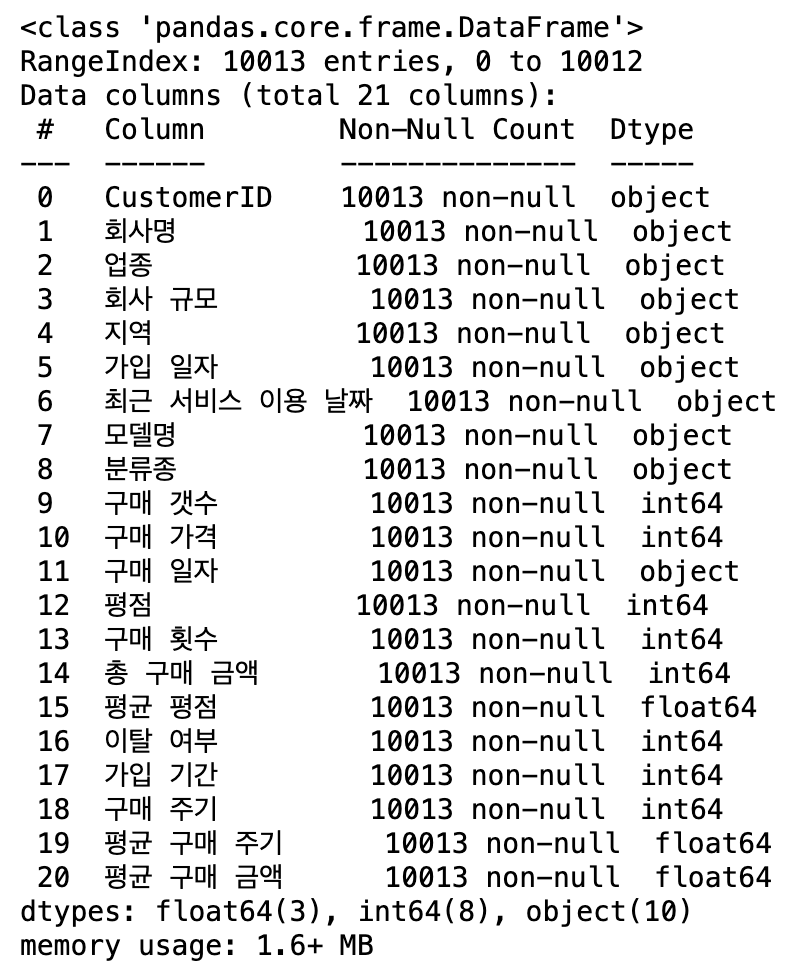 <class 'pandas.core.frame.DataFrame'>
RangeIndex: 10013 entries, 0 to 10012
Data columns (total 21 columns):
 #   Column        Non-Null Count  Dtype
---  ------        --------------  -----
 0   CustomerID    10013 non-null  object
 1   회사명           10013 non-null  object
 2   업종            10013 non-null  object
 3   회사 규모         10013 non-null  object
 4   지역            10013 non-null  object
 5   가입 일자         10013 non-null  object
 6   최근 서비스 이용 날짜  10013 non-null  object
 7   모델명           10013 non-null  object
 8   분류종           10013 non-null  object
 9   구매 갯수         10013 non-null  int64
 10  구매 가격         10013 non-null  int64
 11  구매 일자         10013 non-null  object
 12  평점            10013 non-null  int64
 13  구매 횟수         10013 non-null  int64
 14  총 구매 금액       10013 non-null  int64
 15  평균 평점         10013 non-null  float64
 16  이탈 여부         10013 non-null  int64
 17  가입 기간         10013 non-null  int64
 18  구매 주기         10013 non-null  int64
 19  평균 구매 주기      10013 non-null  float64
 20  평균 구매 금액      10013 non-null  float64
dtypes: float64(3), int64(8), object(10)
memory usage: 1.6+ MB